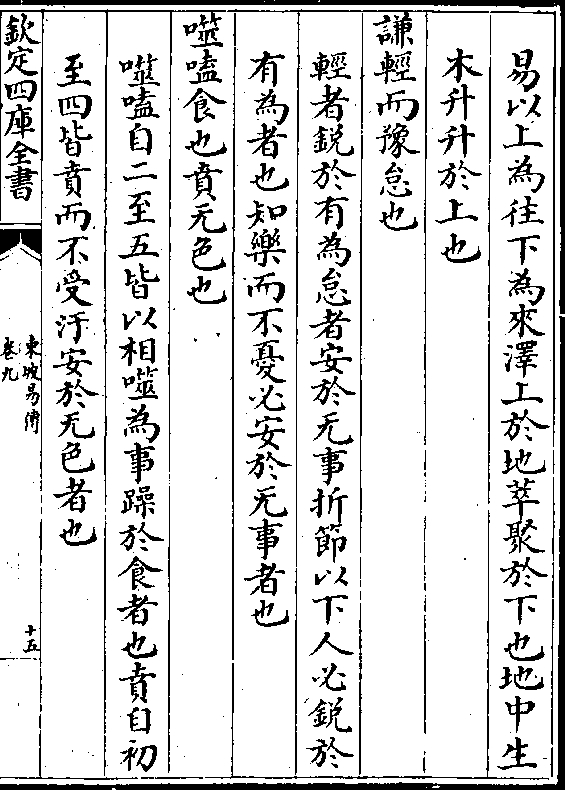 易以上為往下為來澤上於地萃聚於下也地中生
木升升於上也
謙輕而豫怠也
輕者銳於有為怠者安於无事折節以下人必銳於
有為者也知樂而不憂必安於无事者也
噬嗑食也賁无色也
噬嗑自二至五皆以相噬為事躁於食者也賁自初
至四皆賁而不受汙安於无色者也
欽定四庫全書
東坡易傳
卷九
十五